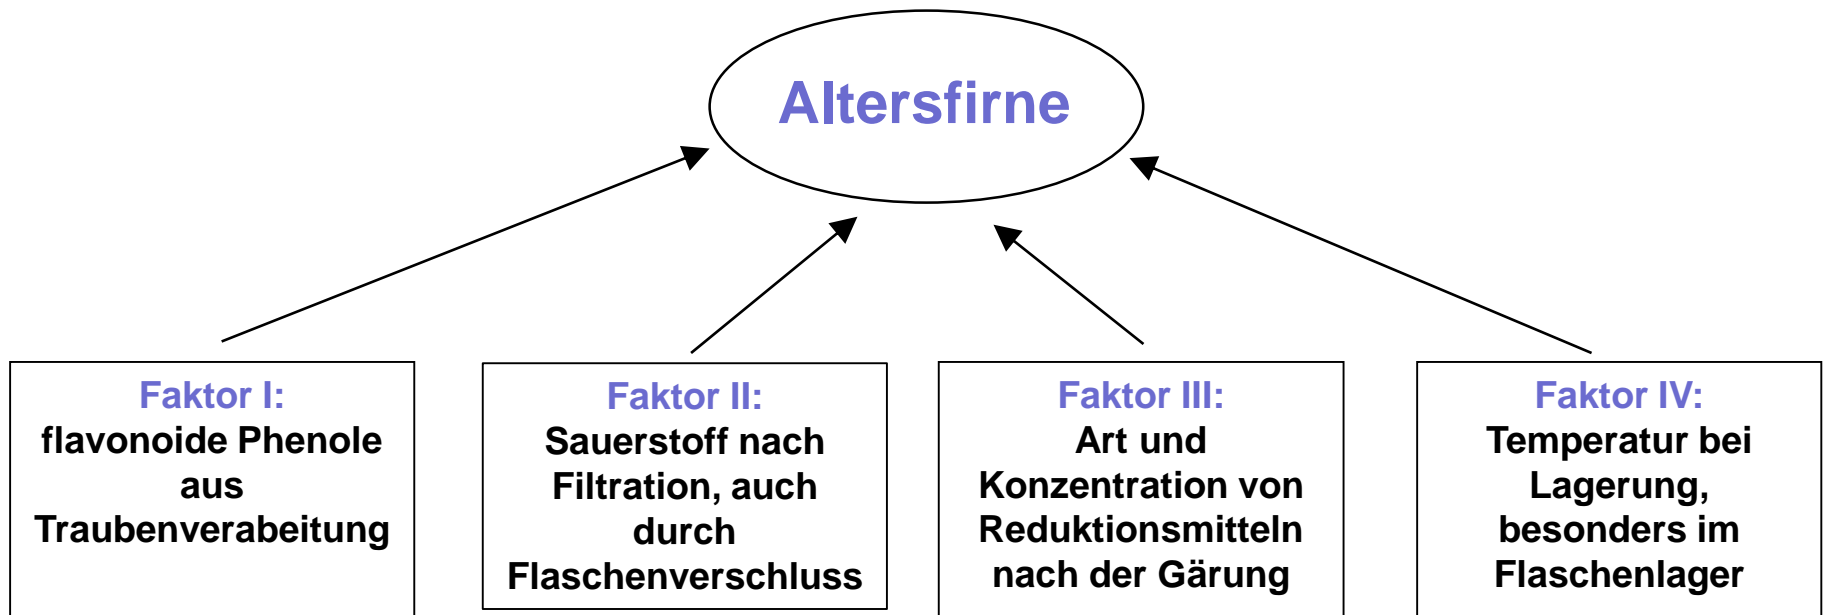 Altersfirne
Faktor I:
flavonoide Phenole
aus
Traubenverabeitung
Faktor II:
Sauerstoff nach
Filtration, auch
durch
Flaschenverschluss
Faktor III:
Art und
Konzentration von
Reduktionsmitteln
nach der Gärung
Faktor IV:
Temperatur bei
Lagerung,
besonders im
Flaschenlager